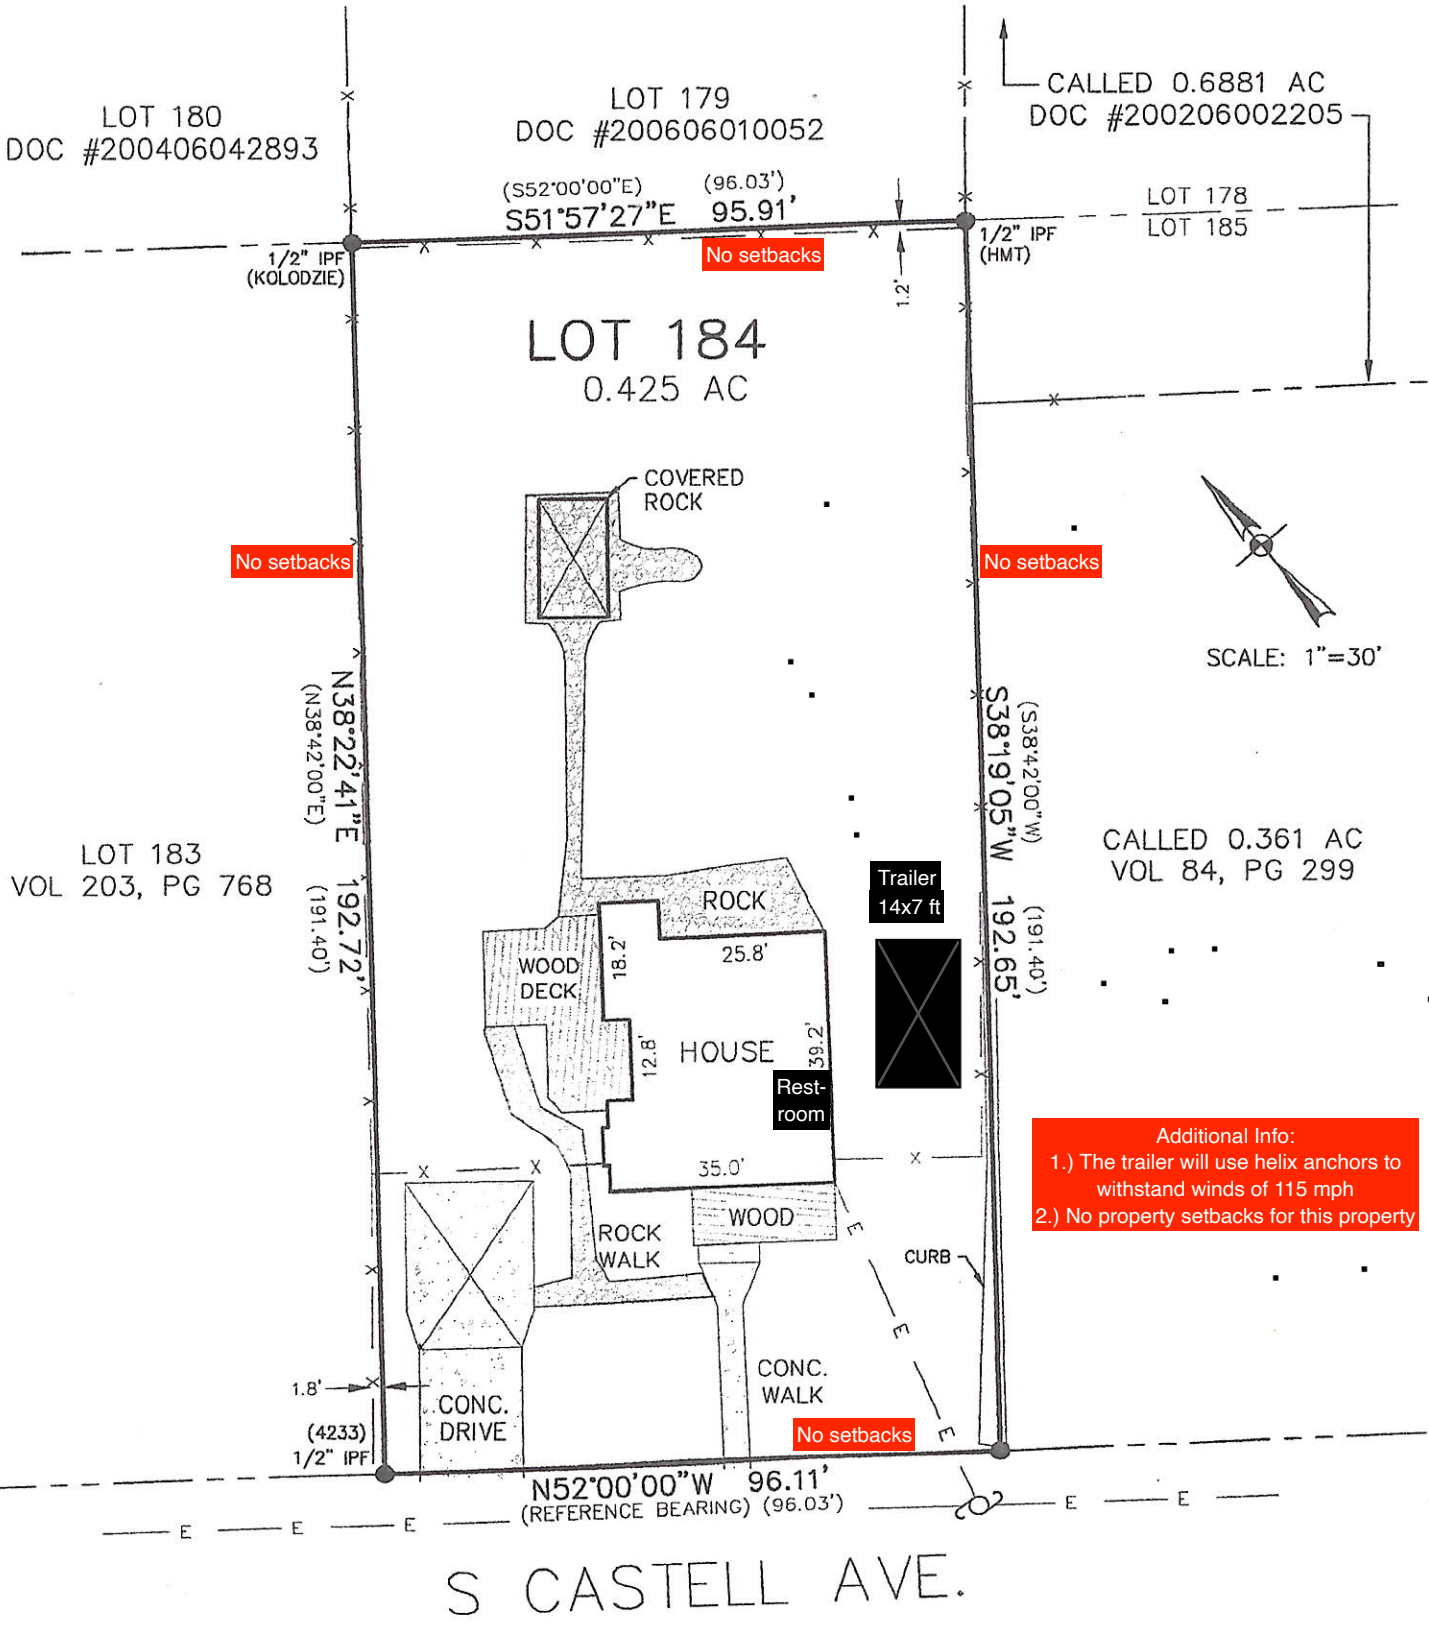 LOT 180
DOC #200406042893
LOT 179
DOC #200606010052
CALLED 0.6881 AC
DOC #200206002205
(S52°00'00"E) (96.03')
S51°57'27"E 95.91'
LOT 178
LOT 185
1/2" IPF
(KOLODZIE)
No setbacks
1.2'
1/2" IPF
(HMT)
LOT 184
0.425 AC
COVERED
ROCK
No setbacks
No setbacks
SCALE: 1"=30'
N38°22'41"E 192.72'
(N38°42'00"E) (191.40')
S38°19'05"W 192.65'
(S38°42'00"W) (191.40')
LOT 183
VOL 203, PG 768
CALLED 0.361 AC
VOL 84, PG 299
Trailer
14x7 ft
ROCK
25.8'
18.2'
WOOD
DECK
HOUSE
12.8'
39.2'
Rest-
room
35.0'
Additional Info:
1.) The trailer will use helix anchors to
withstand winds of 115 mph
2.) No property setbacks for this property
WOOD
ROCK
WALK
CURB
E
E
E
1.8'
CONC.
WALK
CONC.
DRIVE
(4233)
1/2" IPF
No setbacks
N52°00'00"W 96.11'
(REFERENCE BEARING) (96.03')
E E E E E
S CASTELL AVE.